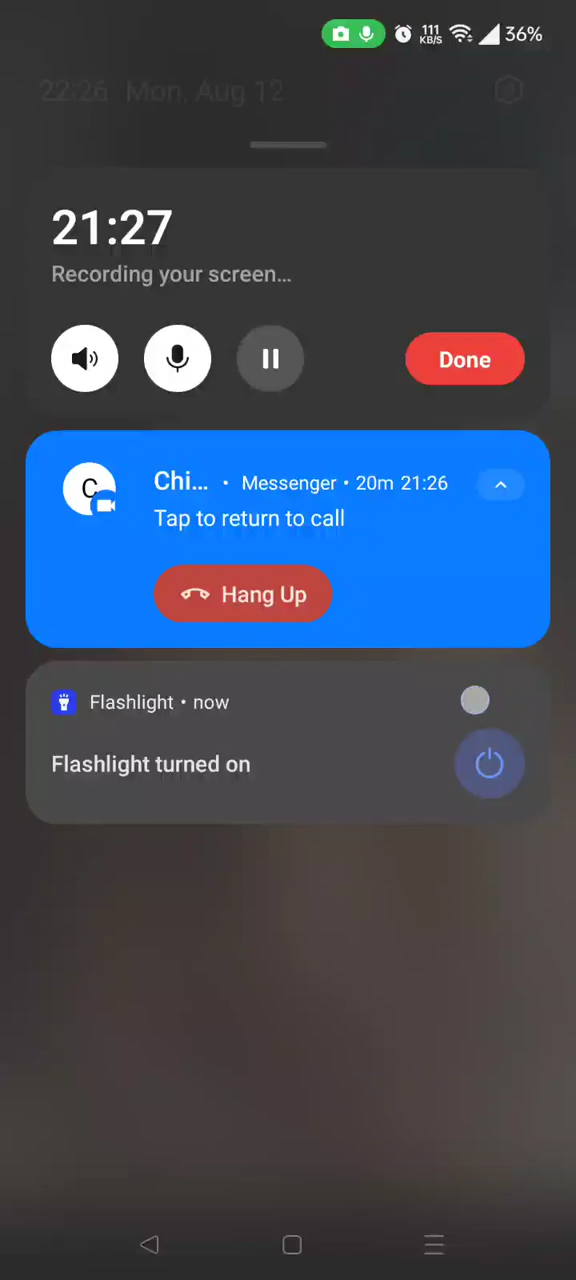 111 KB/S 36%
22:26 Mon, Aug 12
21:27
Recording your screen...
Done
C Chi... • Messenger • 20m 21:26
Tap to return to call
Hang Up
Flashlight • now
Flashlight turned on